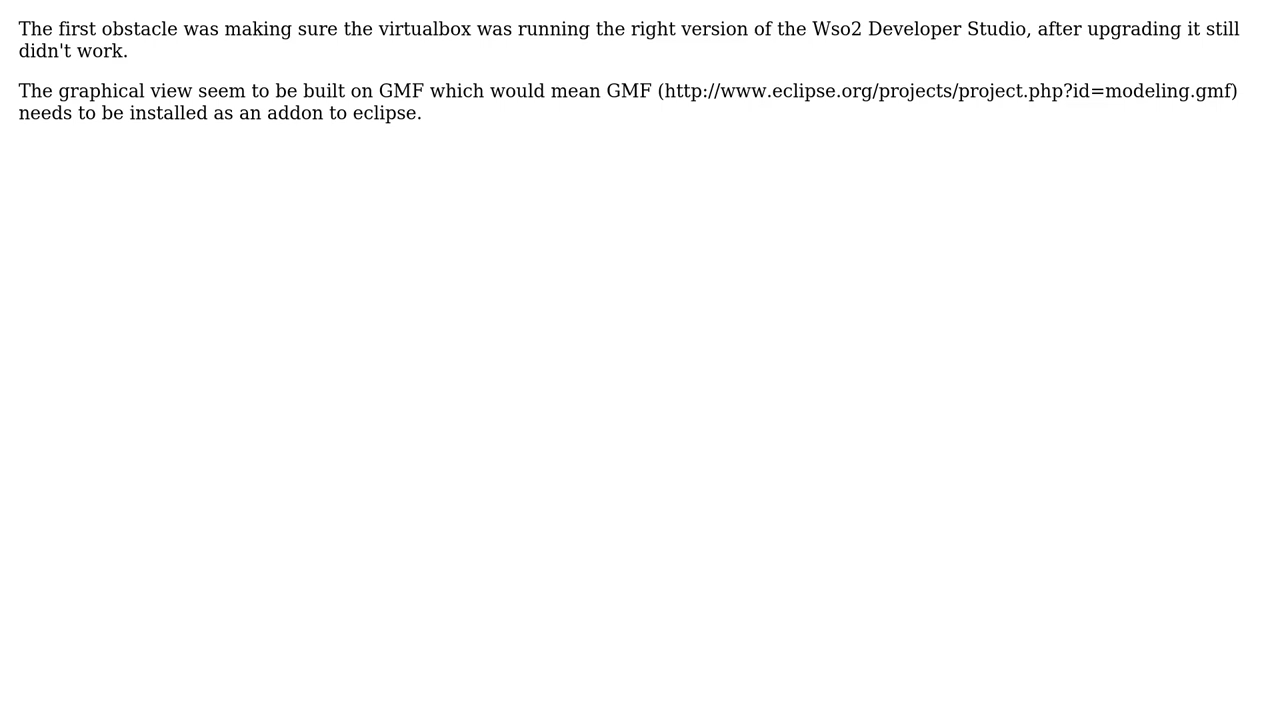 The first obstacle was making sure the virtualbox was running the right version of the Wso2 Developer Studio, after upgrading it still
didn't work.
The graphical view seem to be built on GMF which would mean GMF (http://www.eclipse.org/projects/project.php?id=modeling.gmf)
needs to be installed as an addon to eclipse.